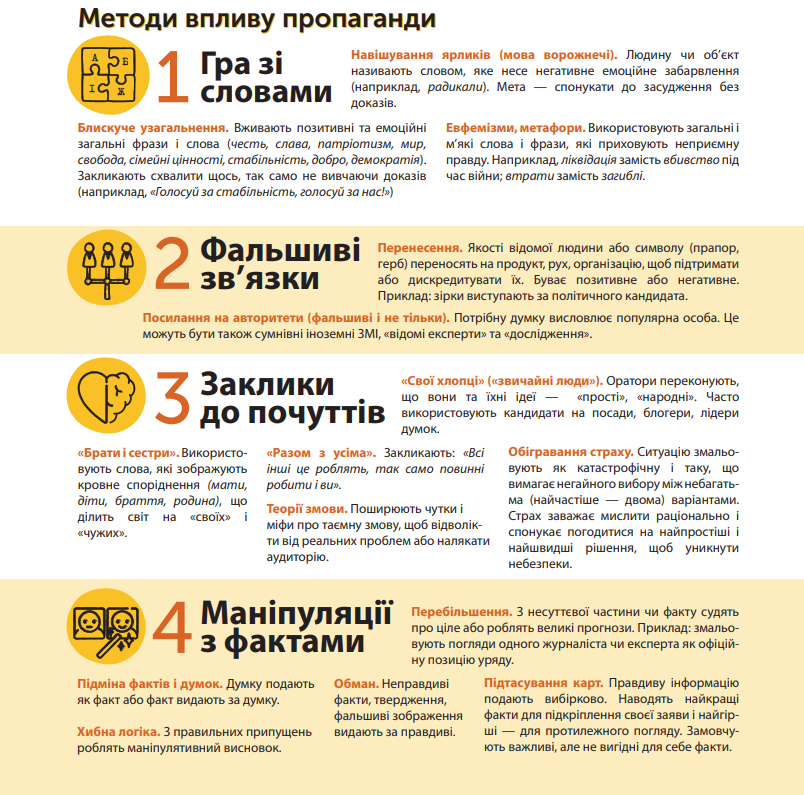 Методи впливу пропаганди
А Б
І Ж
1
Гра зі
словами
Навішування ярликів (мова ворожнечі). Людину чи об'єкт
називають словом, яке несе негативне емоційне забарвлення
(наприклад, радикали). Мета — спонукати до засудження без
доказів.
Блискуче узагальнення. Вживають позитивні та емоційні
загальні фрази і слова (честь, слава, патріотизм, мир,
свобода, сімейні цінності, стабільність, добро, демократія).
Закликають схвалити щось, так само не вивчаючи доказів
(наприклад, «Голосуй за стабільність, голосуй за нас!»)
Евфемізми, метафори. Використовують загальні і
м'які слова і фрази, які приховують неприємну
правду. Наприклад, ліквідація замість вбивство під
час війни; втрати замість загиблі.
2
Фальшиві
зв'язки
Перенесення. Якості відомої людини або символу (прапор,
герб) переносять на продукт, рух, організацію, щоб підтримати
або дискредитувати їх. Буває позитивне або негативне.
Приклад: зірки виступають за політичного кандидата.
Посилання на авторитети (фальшиві і не тільки). Потрібну думку висловлює популярна особа. Це
можуть бути також сумнівні іноземні ЗМІ, «відомі експерти» та «дослідження».
3
Заклики
до почуттів
«Свої хлопці» («звичайні люди»). Оратори переконують,
що вони та їхні ідеї — «прості», «народні». Часто
використовують кандидати на посади, блогери, лідери
думок.
«Брати і сестри». Використо-
вують слова, які зображують
кровне споріднення (мати,
діти, браття, родина), що
ділить світ на «своїх» і
«чужих».
«Разом з усіма». Закликають: «Всі
інші це роблять, так само повинні
робити і ви».
Теорії змови. Поширюють чутки і
міфи про таємну змову, щоб відволік-
ти від реальних проблем або налякати
аудиторію.
Обігравання страху. Ситуацію змальо-
вують як катастрофічну і таку, що
вимагає негайного вибору між небагать-
ма (найчастіше — двома) варіантами.
Страх заважає мислити раціонально і
спонукає погодитися на найпростіші і
найшвидші рішення, щоб уникнути
небезпеки.
4
Маніпуляції
з фактами
Перебільшення. З несуттєвої частини чи факту судять
про ціле або роблять великі прогнози. Приклад: змальо-
вують погляди одного журналіста чи експерта як офіцій-
ну позицію уряду.
Підміна фактів і думок. Думку подають
як факт або факт видають за думку.
Хибна логіка. З правильних припущень
роблять маніпулятивний висновок.
Обман. Неправдиві
факти, твердження,
фальшиві зображення
видають за правдиві.
Підтасування карт. Правдиву інформацію
подають вибірково. Наводять найкращі
факти для підкріплення своєї заяви і найгір-
ші — для протилежного погляду. Замовчу-
ють важливі, але не вигідні для себе факти.